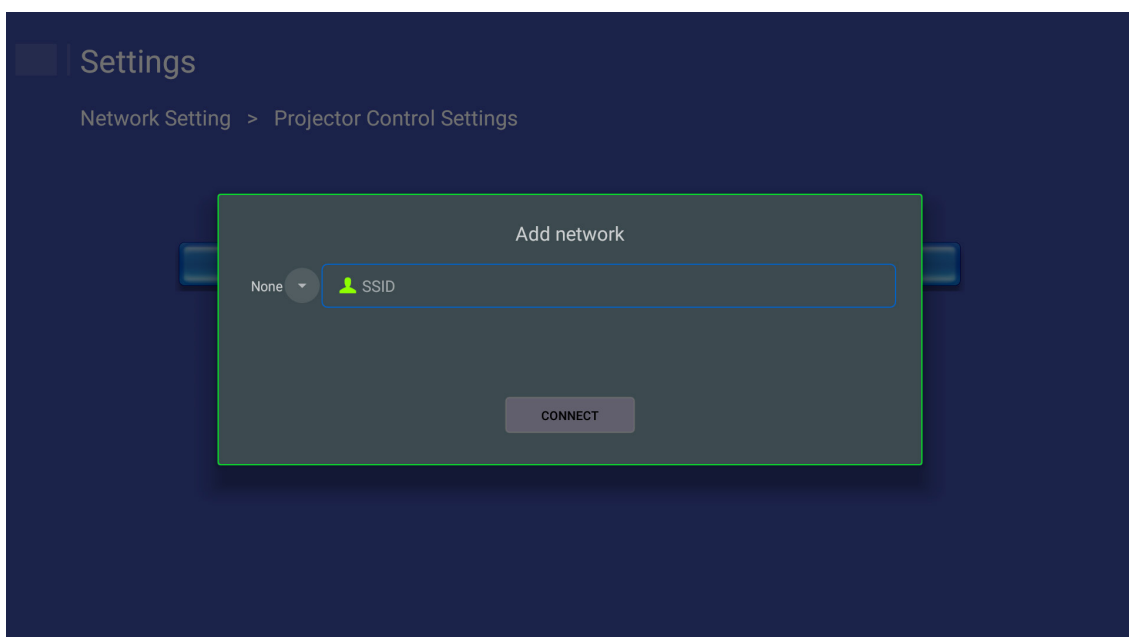 Settings
Network Setting > Projector Control Settings
Add network
None SSID
CONNECT